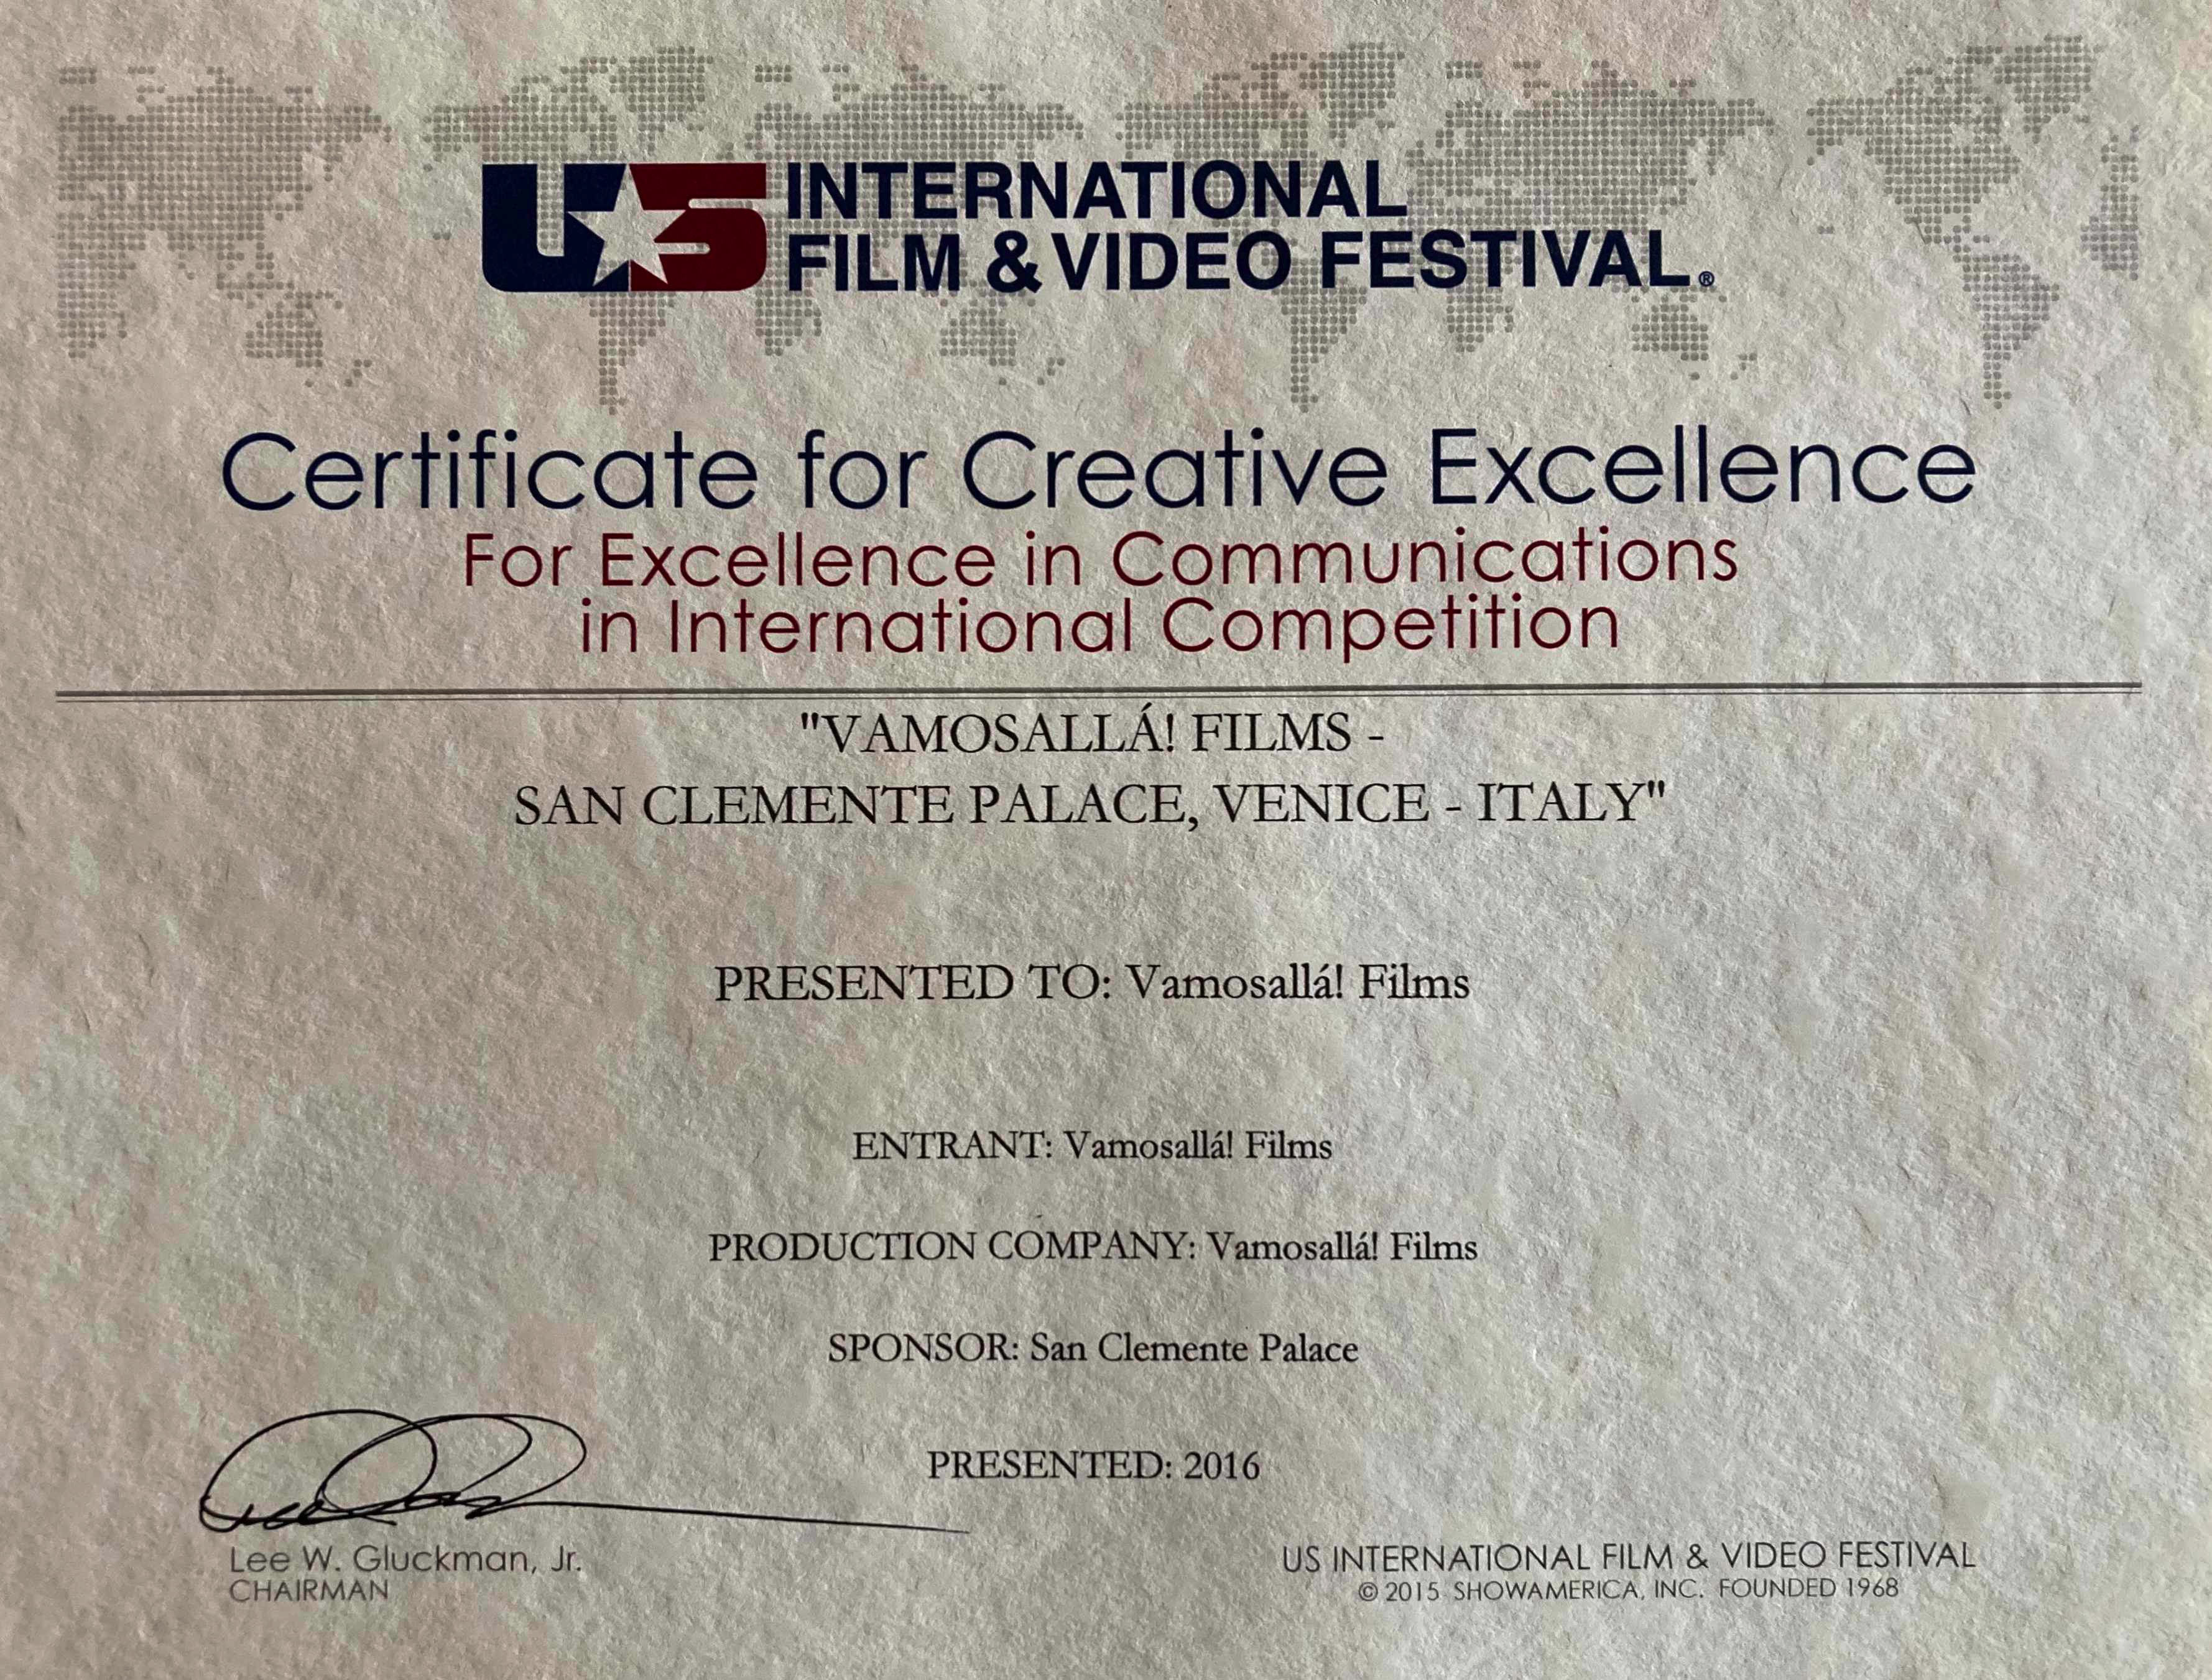 US INTERNATIONAL
FILM & VIDEO FESTIVAL®
Certificate for Creative Excellence
For Excellence in Communications
in International Competition
"VAMOSALLÁ! FILMS -
SAN CLEMENTE PALACE, VENICE - ITALY"
PRESENTED TO: Vamosallá! Films
ENTRANT: Vamosallá! Films
PRODUCTION COMPANY: Vamosallá! Films
SPONSOR: San Clemente Palace
PRESENTED: 2016
Lee W. Gluckman, Jr.
CHAIRMAN
US INTERNATIONAL FILM & VIDEO FESTIVAL
© 2015 SHOWAMERICA, INC. FOUNDED 1968